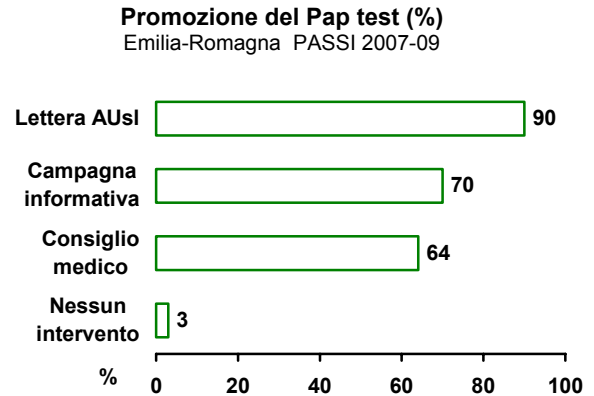 Promozione del Pap test (%)
Emilia-Romagna PASSI 2007-09
Lettera AUsl
90
Campagna
informativa
70
Consiglio
medico
64
Nessun
intervento
3
% 0 20 40 60 80 100